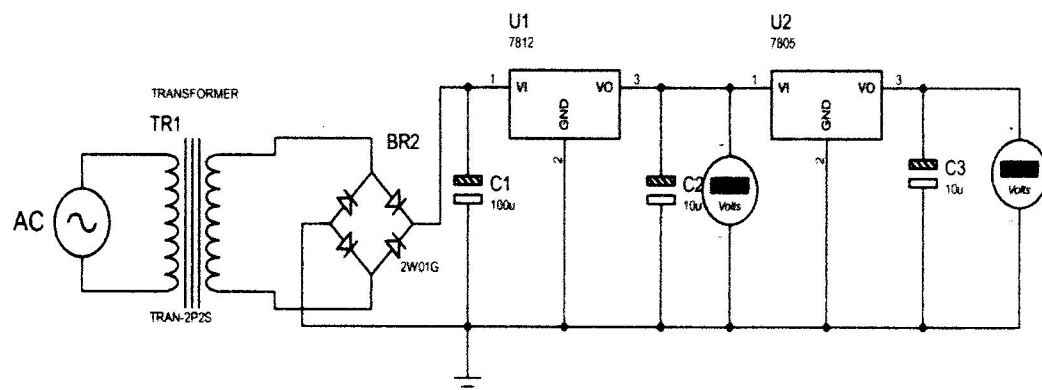 U1
7812
U2
7805
1
VI
VO
3
GND
2
1
VI
VO
3
GND
2
TRANSFORMER
TR1
BR2
AC
C1
100u
C2
10u
Volts
C3
10u
Volts
2W01G
TRAN-2P2S